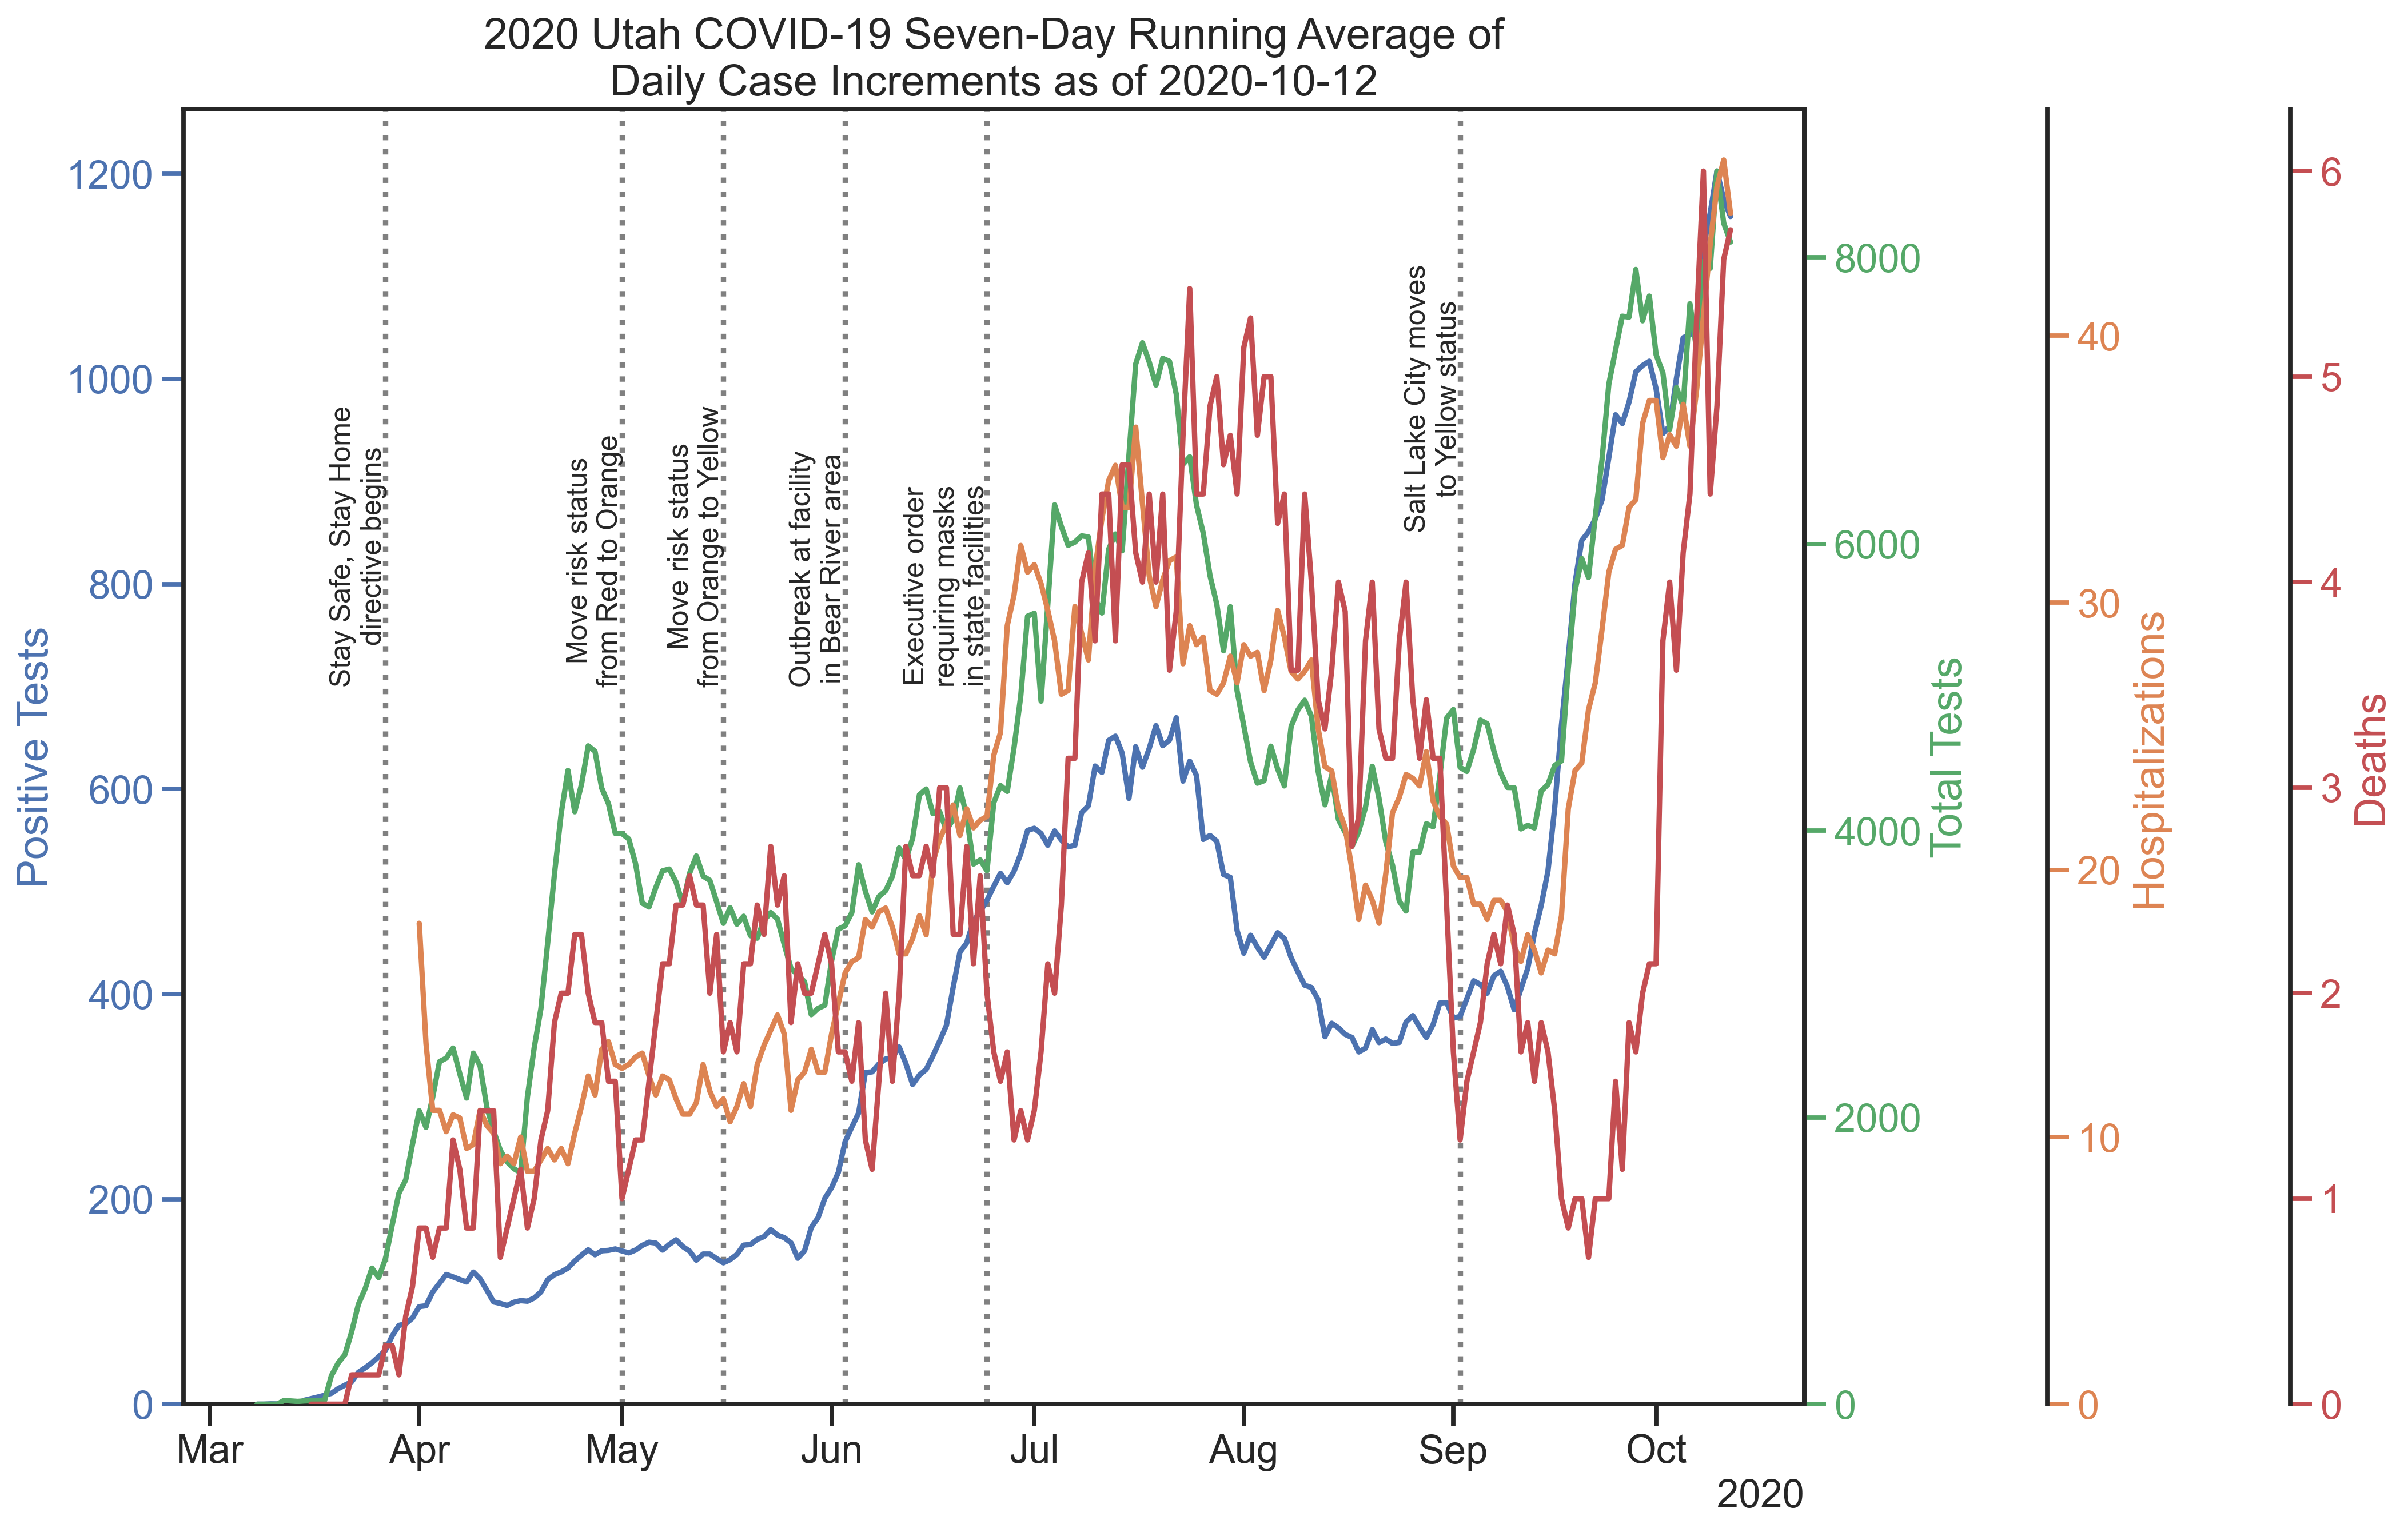 2020 Utah COVID-19 Seven-Day Running Average of
Daily Case Increments as of 2020-10-12
Positive Tests
1200
1000
800
600
400
200
0
Stay Safe, Stay Home
directive begins
Move risk status
from Red to Orange
Move risk status
from Orange to Yellow
Outbreak at facility
in Bear River area
Executive order
requiring masks
in state facilities
Salt Lake City moves
to Yellow status
8000
6000
4000
2000
0
Total Tests
40
30
20
10
0
Hospitalizations
6
5
4
3
2
1
0
Deaths
Mar
Apr
May
Jun
Jul
Aug
Sep
Oct
2020